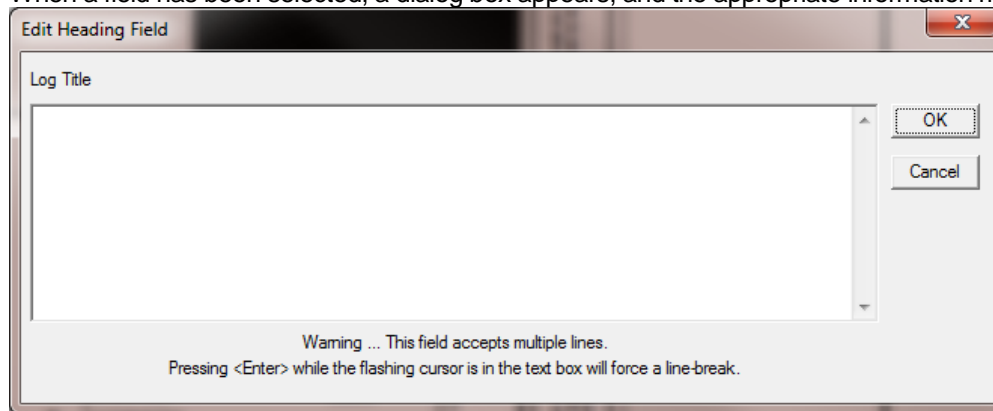 When a field has been selected, a dialog box appears, and the appropriate information
Edit Heading Field
Log Title
OK
Cancel
Warning ... This field accepts multiple lines.
Pressing <Enter> while the flashing cursor is in the text box will force a line-break.